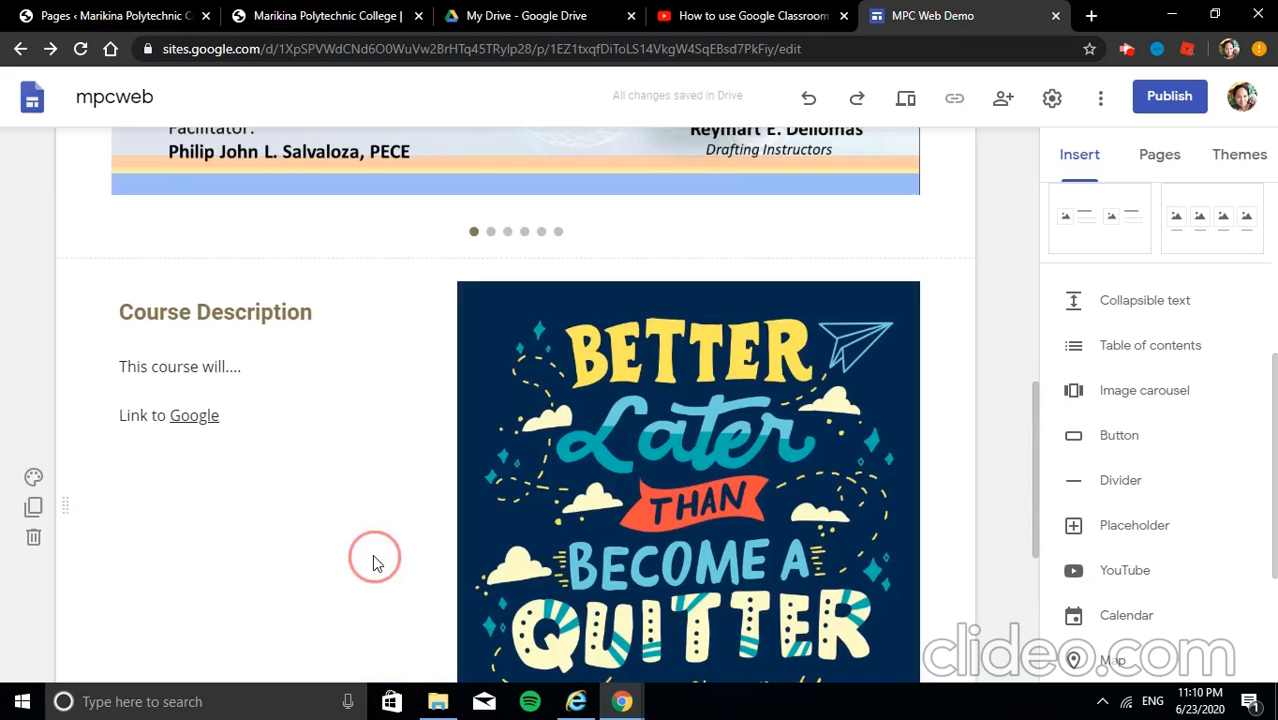 Pages ‹ Marikina Polytechnic C
Marikina Polytechnic College |
My Drive - Google Drive
How to use Google Classroom
MPC Web Demo
sites.google.com/d/1XpSPVWdCNd6O0WuVw2BrHTq45TRyIp28/p/1EZ1txqfDiToLS14VkgW4SqEBsd7PkFiy/edit
mpcweb
All changes saved in Drive
Publish
Insert
Pages
Themes
Facilitator:
Philip John L. Salvaloza, PECE
Reymart E. Dellomas
Drafting Instructors
Course Description
This course will....
Link to Google
BETTER
Later
THAN
BECOME A
QUITTER
Collapsible text
Table of contents
Image carousel
Button
Divider
Placeholder
YouTube
Calendar
Map
clideo.com
Type here to search
ENG
11:10 PM
6/23/2020
1